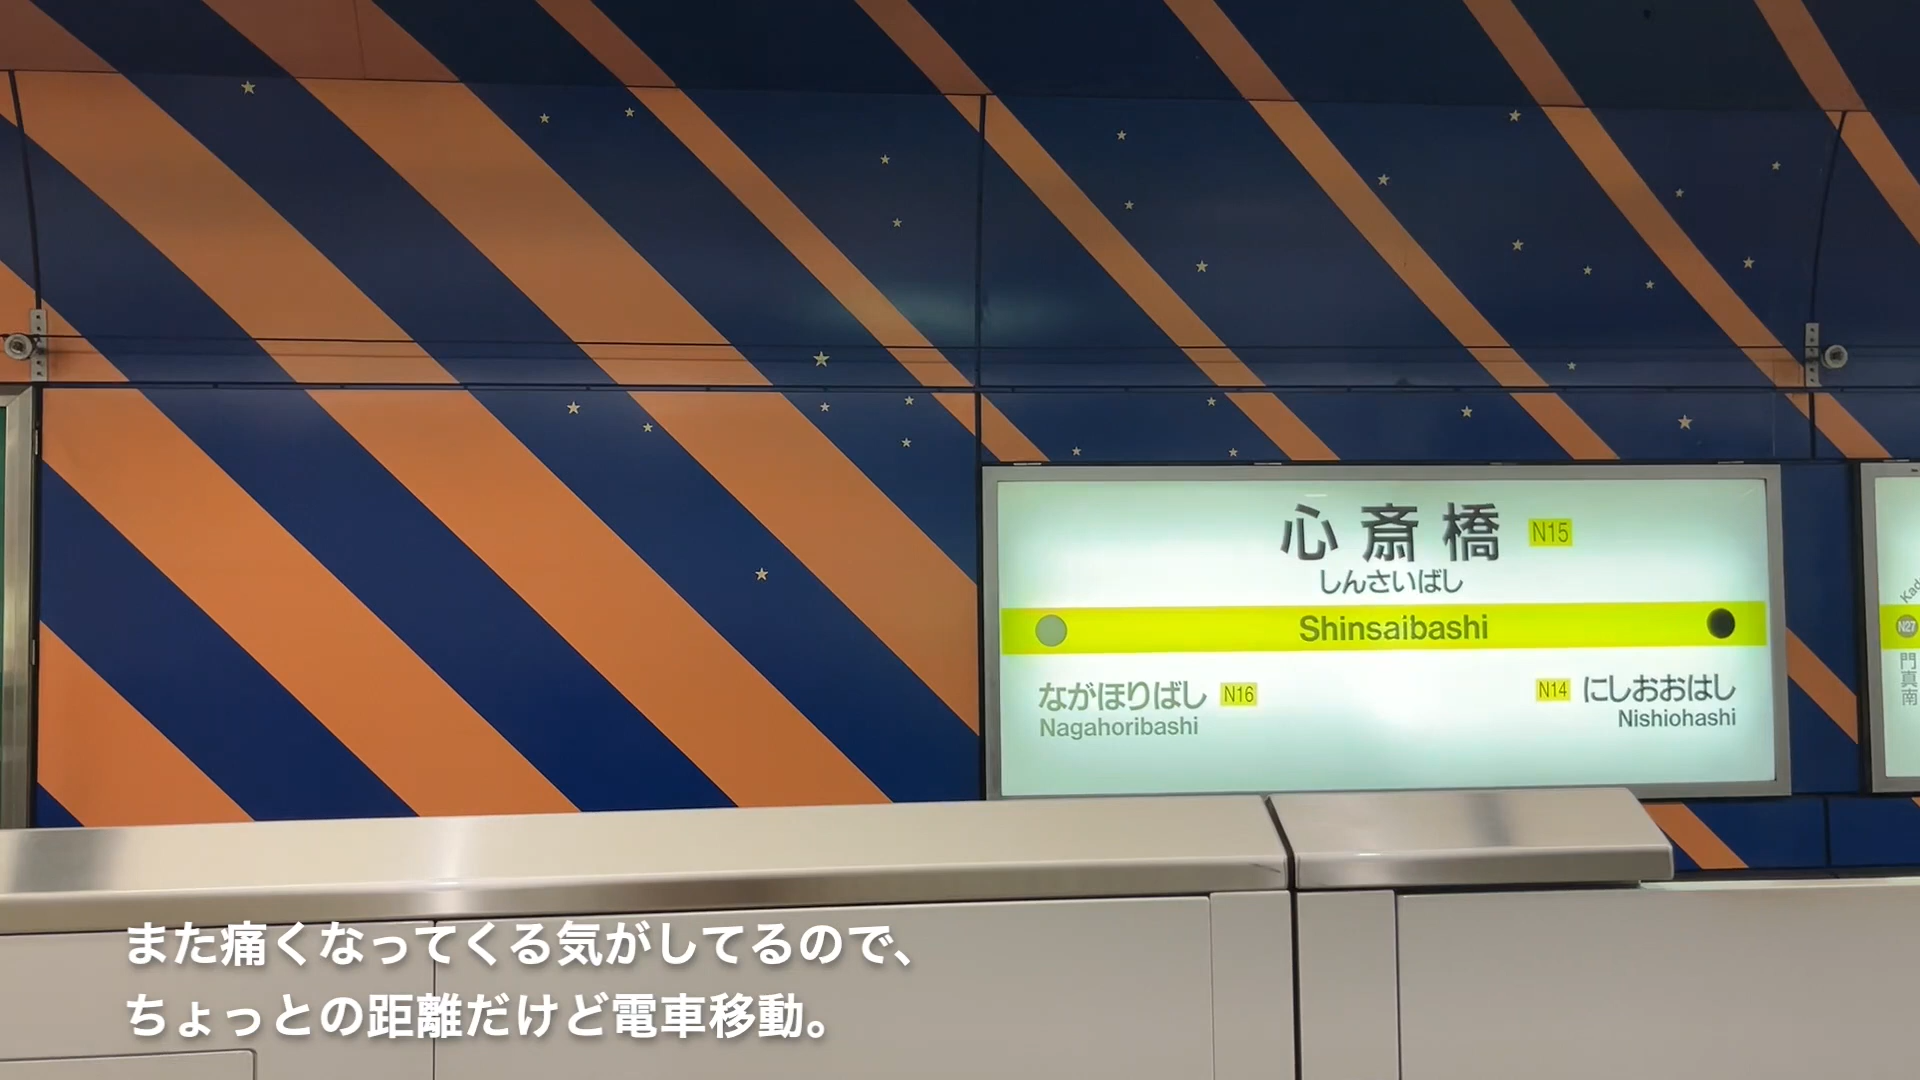 心斎橋 N15
しんさいばし
Shinsaibashi
ながほりばし N16
Nagahoribashi
N14 にしおおはし
Nishiohashi
N27
門真南
また痛くなってくる気がしてるので、
ちょっとの距離だけど電車移動。